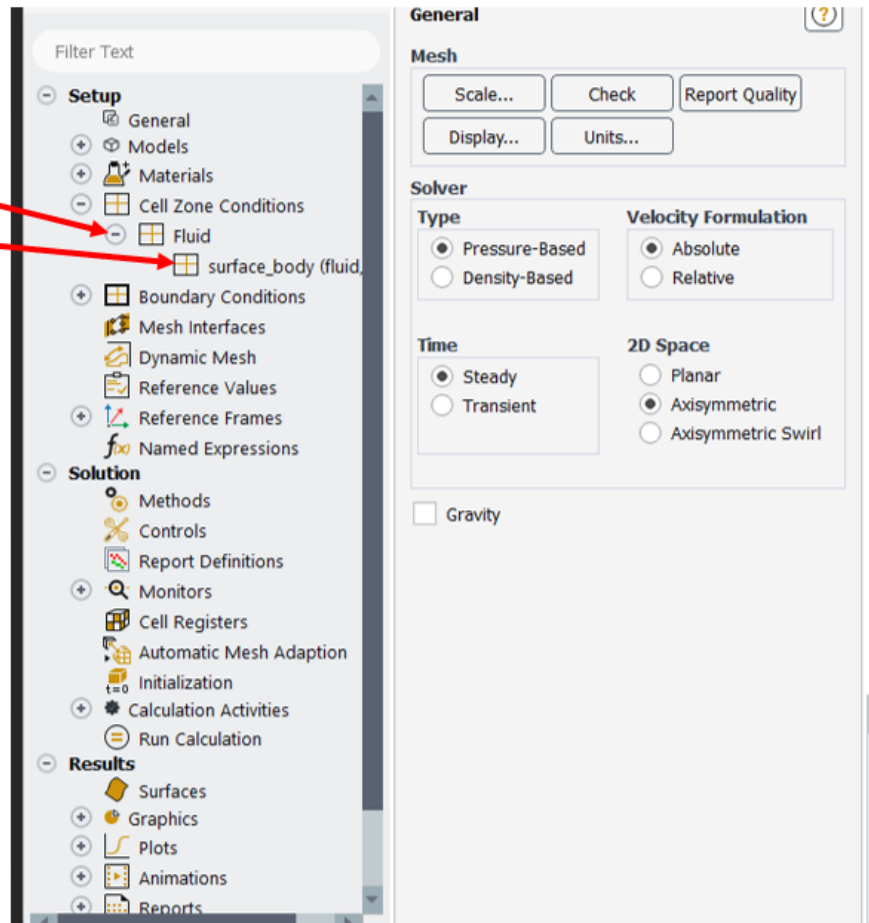 Filter Text
Setup
General
Models
Materials
Cell Zone Conditions
Fluid
surface_body (fluid,
Boundary Conditions
Mesh Interfaces
Dynamic Mesh
Reference Values
Reference Frames
f(x) Named Expressions
Solution
Methods
Controls
Report Definitions
Monitors
Cell Registers
Automatic Mesh Adaption
t=0 Initialization
Calculation Activities
Run Calculation
Results
Surfaces
Graphics
Plots
Animations
Reports
General
?
Mesh
Scale... Check Report Quality
Display... Units...
Solver
Type
Pressure-Based
Density-Based
Velocity Formulation
Absolute
Relative
Time
Steady
Transient
2D Space
Planar
Axisymmetric
Axisymmetric Swirl
Gravity